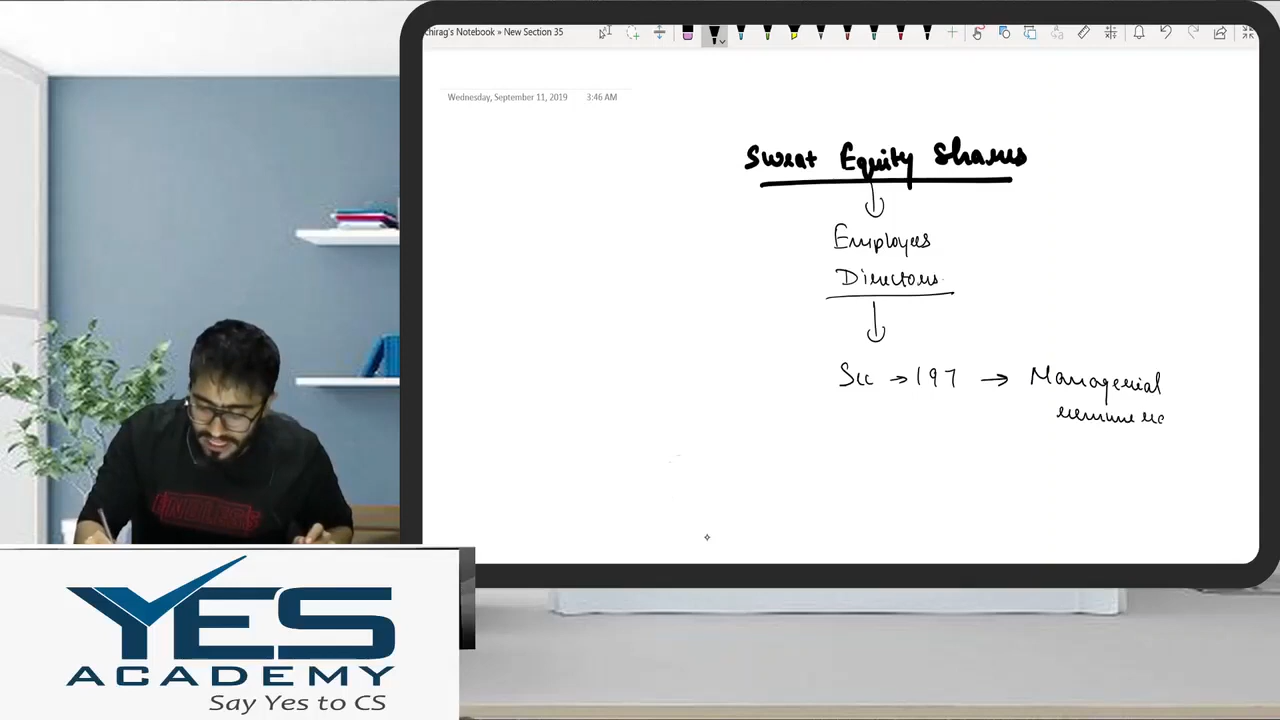 chirag's Notebook » New Section 35
Wednesday, September 11, 2019 3:46 AM
Sweat Equity Shares
Employees
Directors
Sec → 197 → Managerial
ENDLESS
YES
ACADEMY
Say Yes to CS